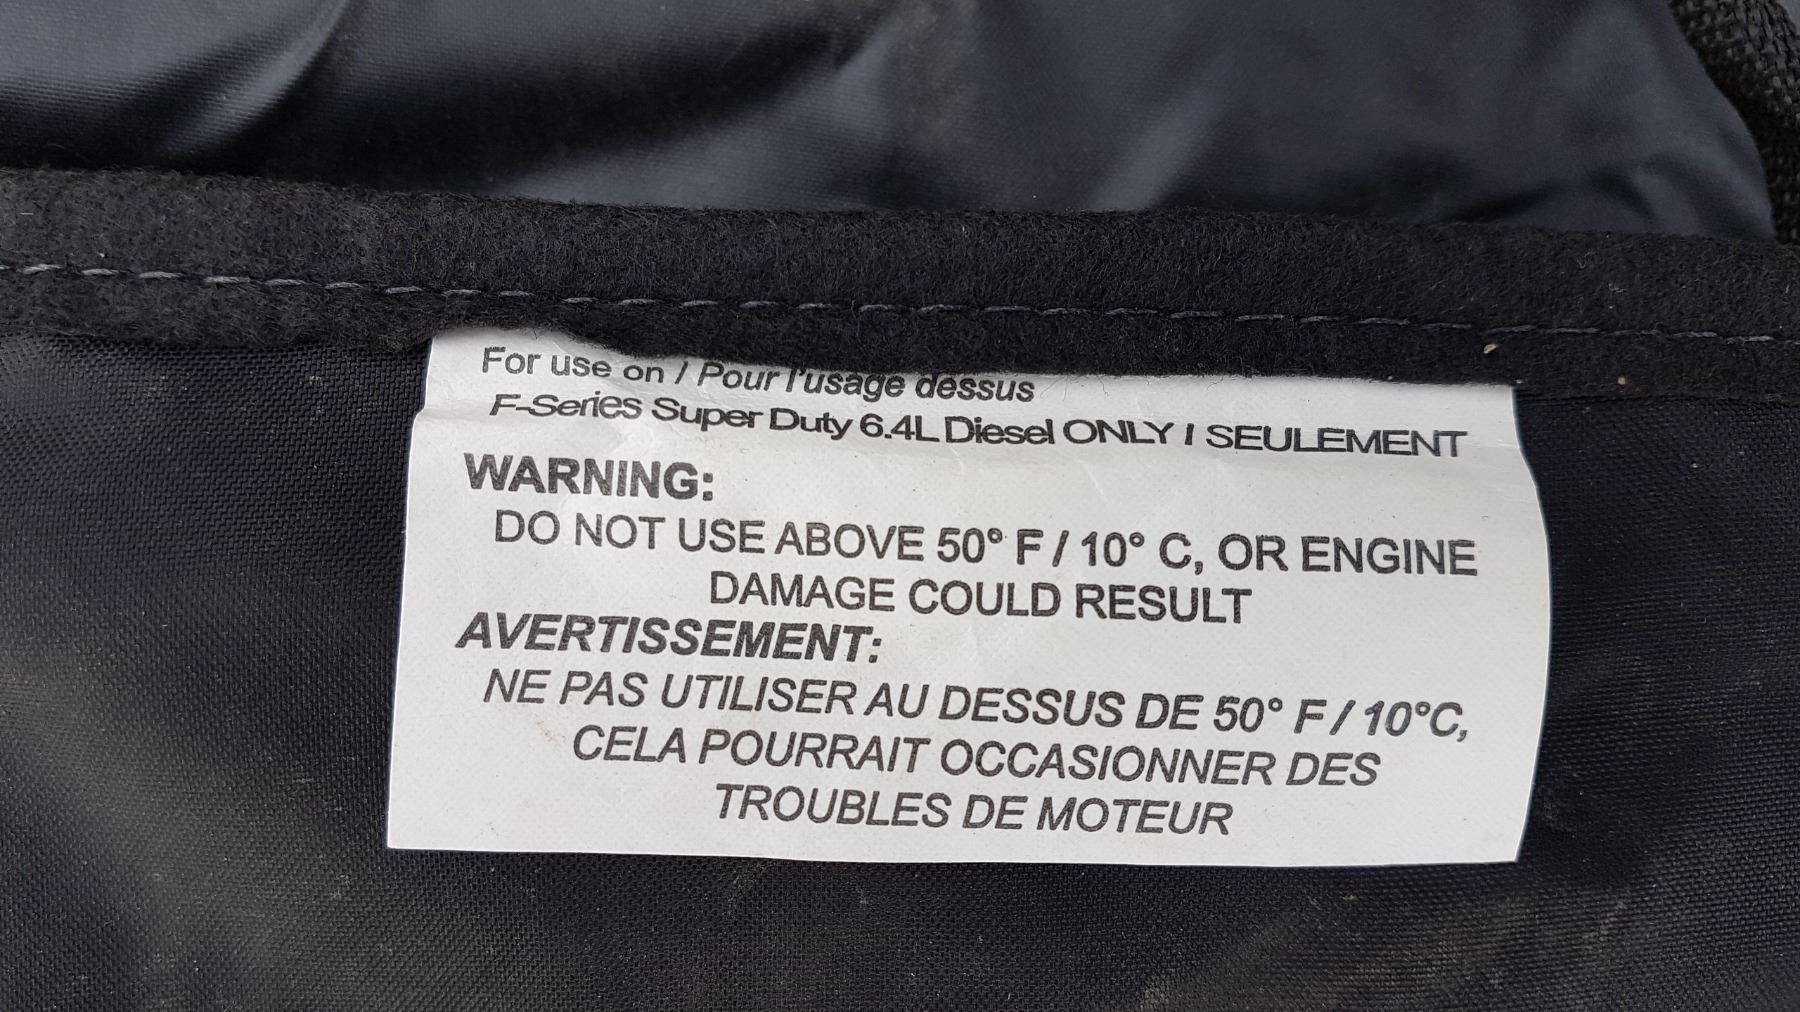 For use on / Pour l'usage dessus
F-Series Super Duty 6.4L Diesel ONLY / SEULEMENT
WARNING:
DO NOT USE ABOVE 50° F / 10° C, OR ENGINE
DAMAGE COULD RESULT
AVERTISSEMENT:
NE PAS UTILISER AU DESSUS DE 50° F / 10°C,
CELA POURRAIT OCCASIONNER DES
TROUBLES DE MOTEUR